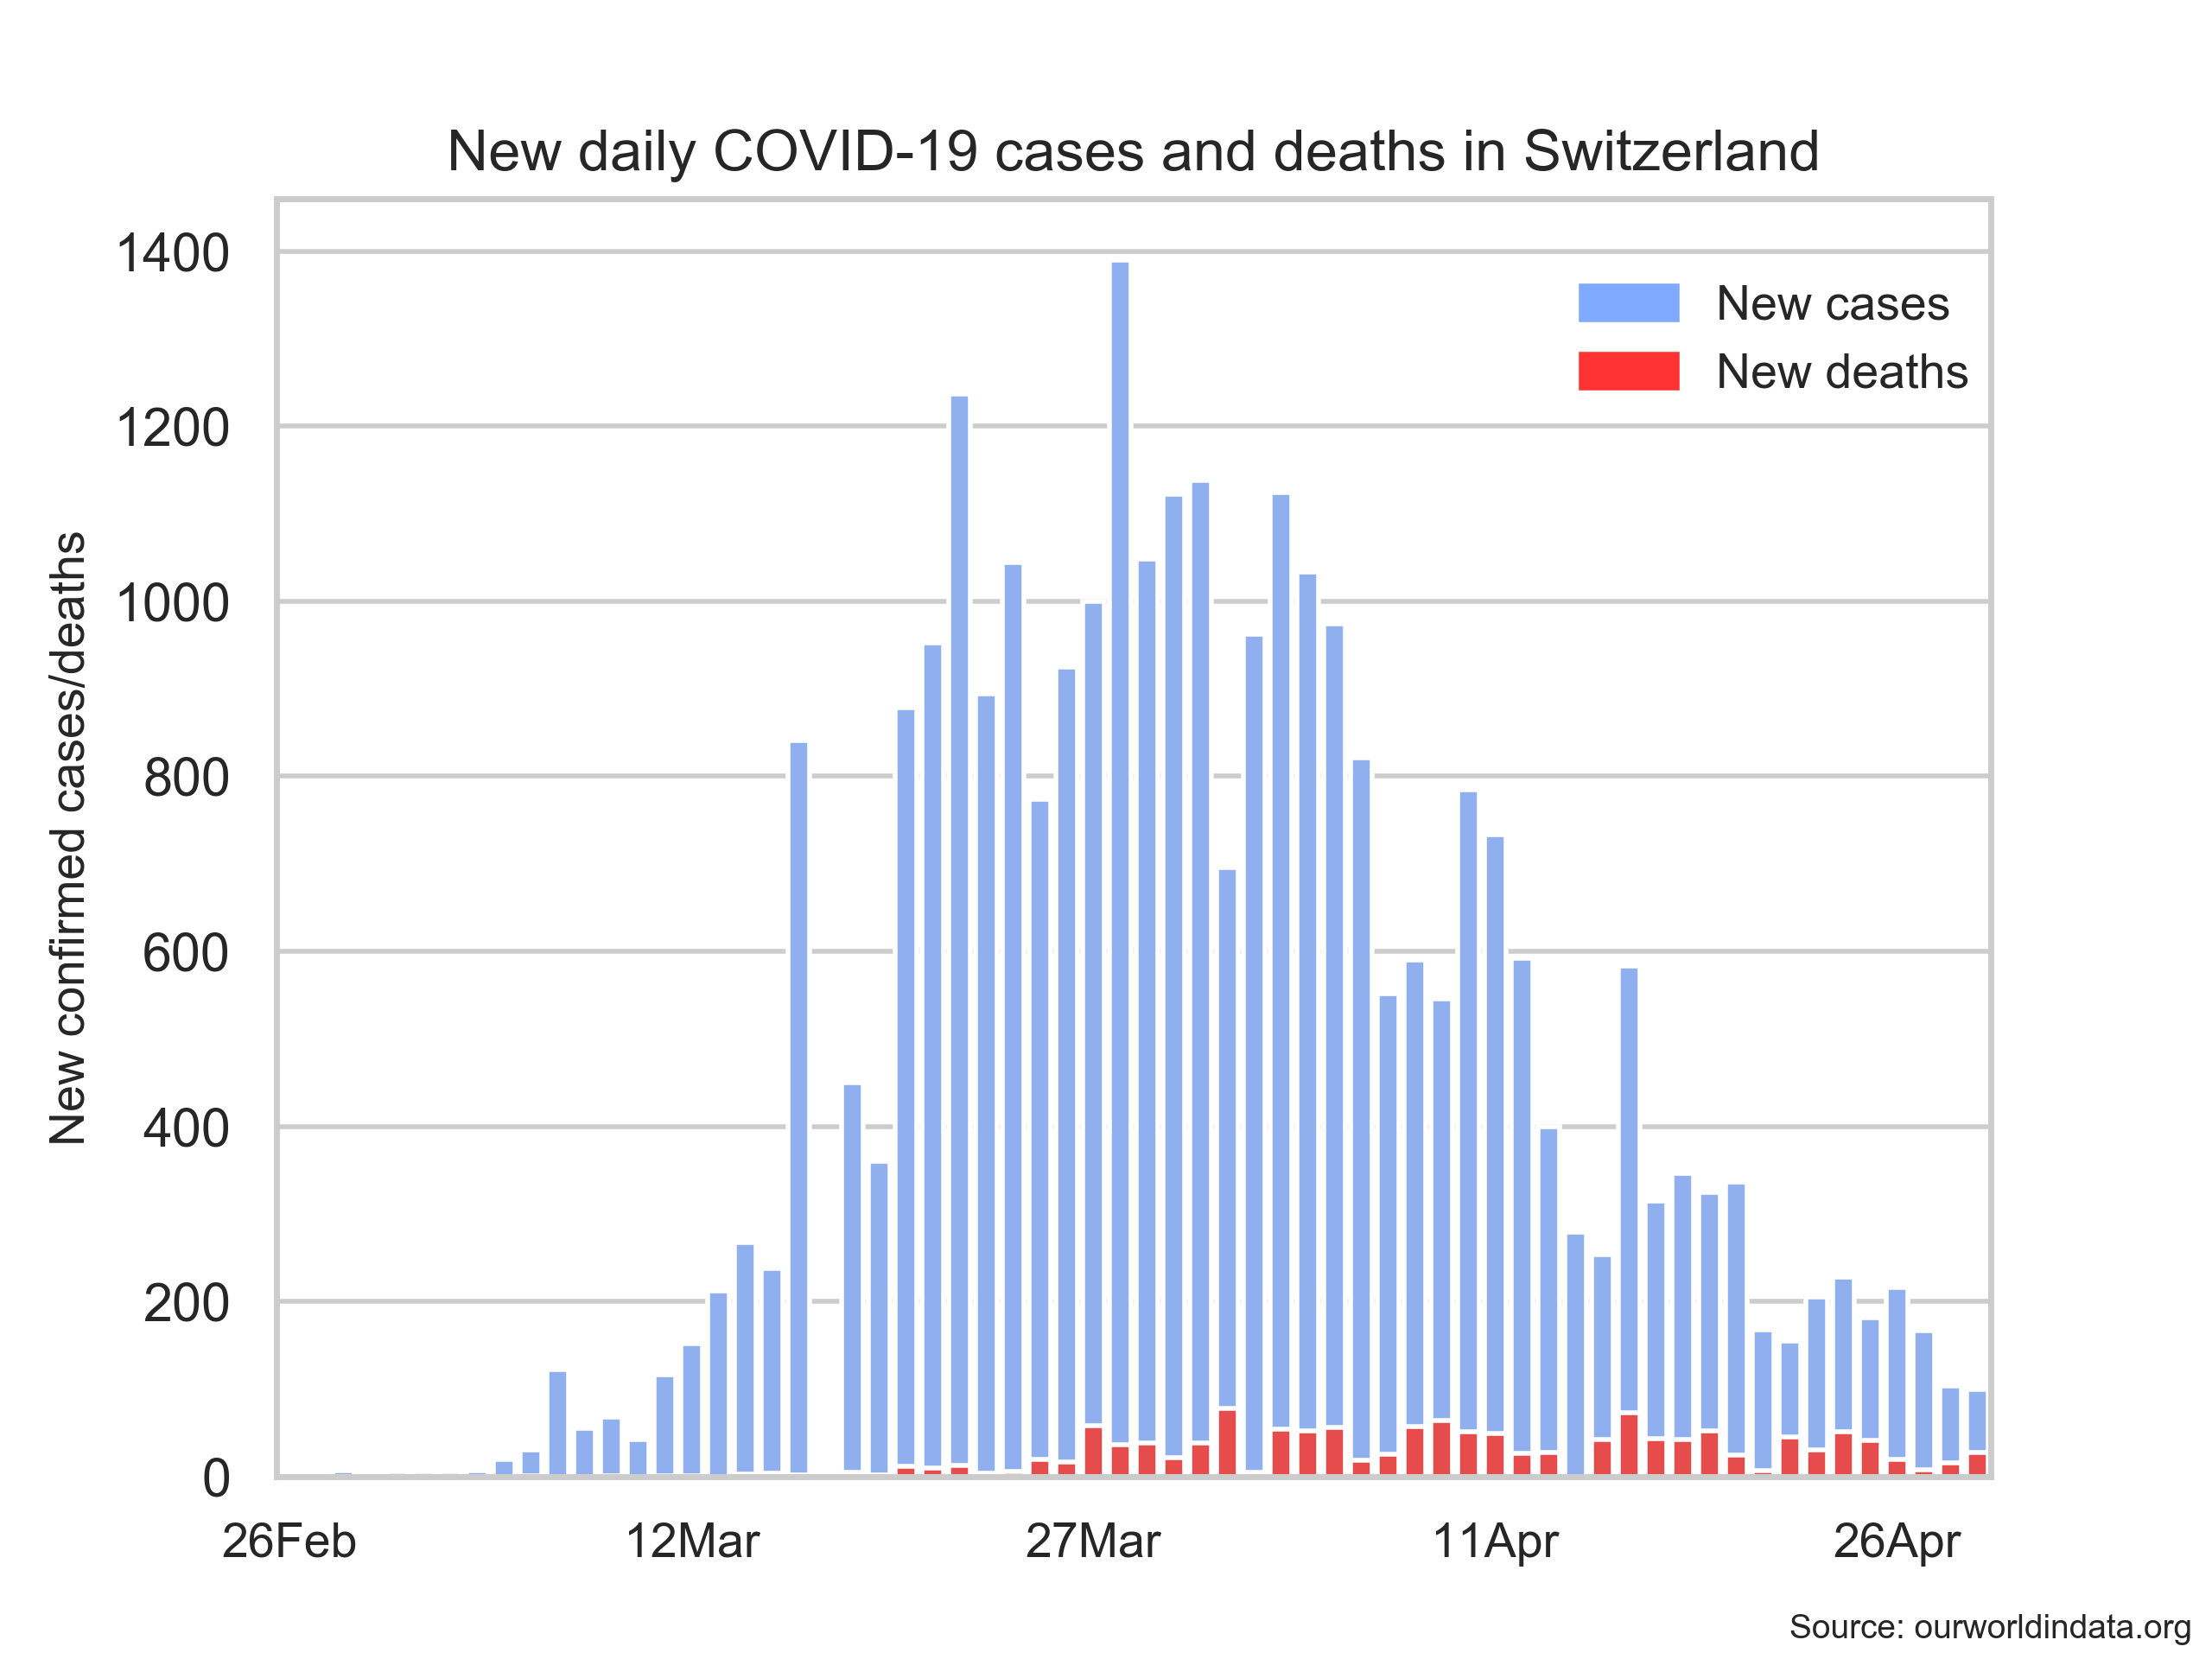 New daily COVID-19 cases and deaths in Switzerland
New confirmed cases/deaths
1400
1200
1000
800
600
400
200
0
New cases
New deaths
26Feb 12Mar 27Mar 11Apr 26Apr
Source: ourworldindata.org